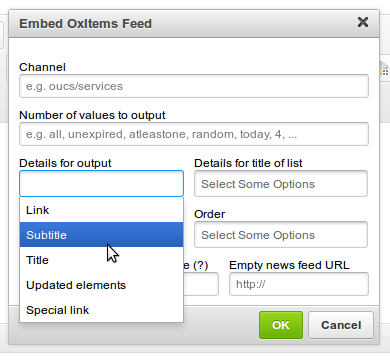 Embed OxItems Feed
Channel
e.g. oucs/services
Number of values to output
e.g. all, unexpired, atleastone, random, today, 4, ...
Details for output
Details for title of list
Select Some Options
Link
Subtitle
Order
Select Some Options
Title
(?)
Empty news feed URL
Updated elements
http://
Special link
OK
Cancel